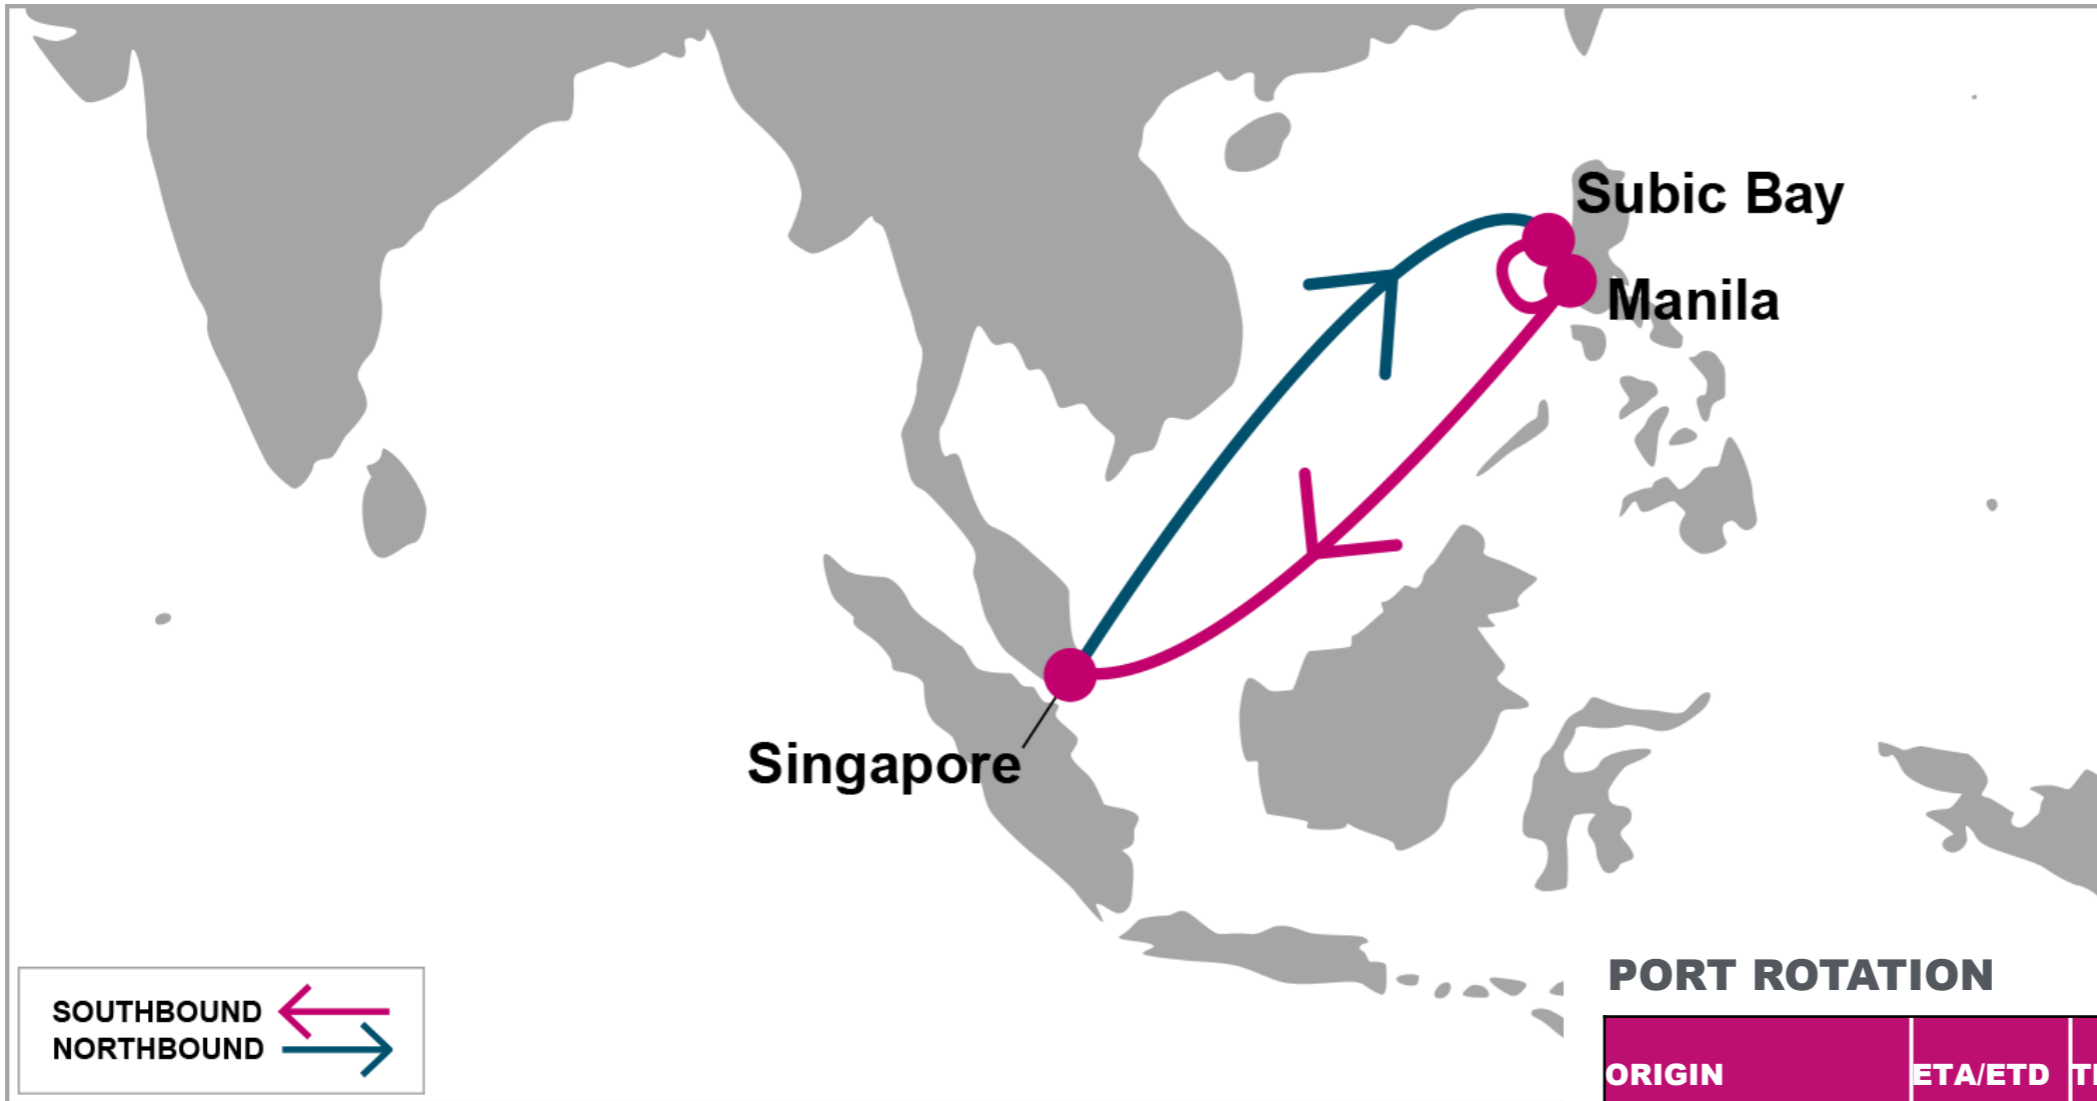 Subic Bay
Manila
Singapore
SOUTHBOUND
NORTHBOUND
PORT ROTATION
ORIGIN ETA/ETD